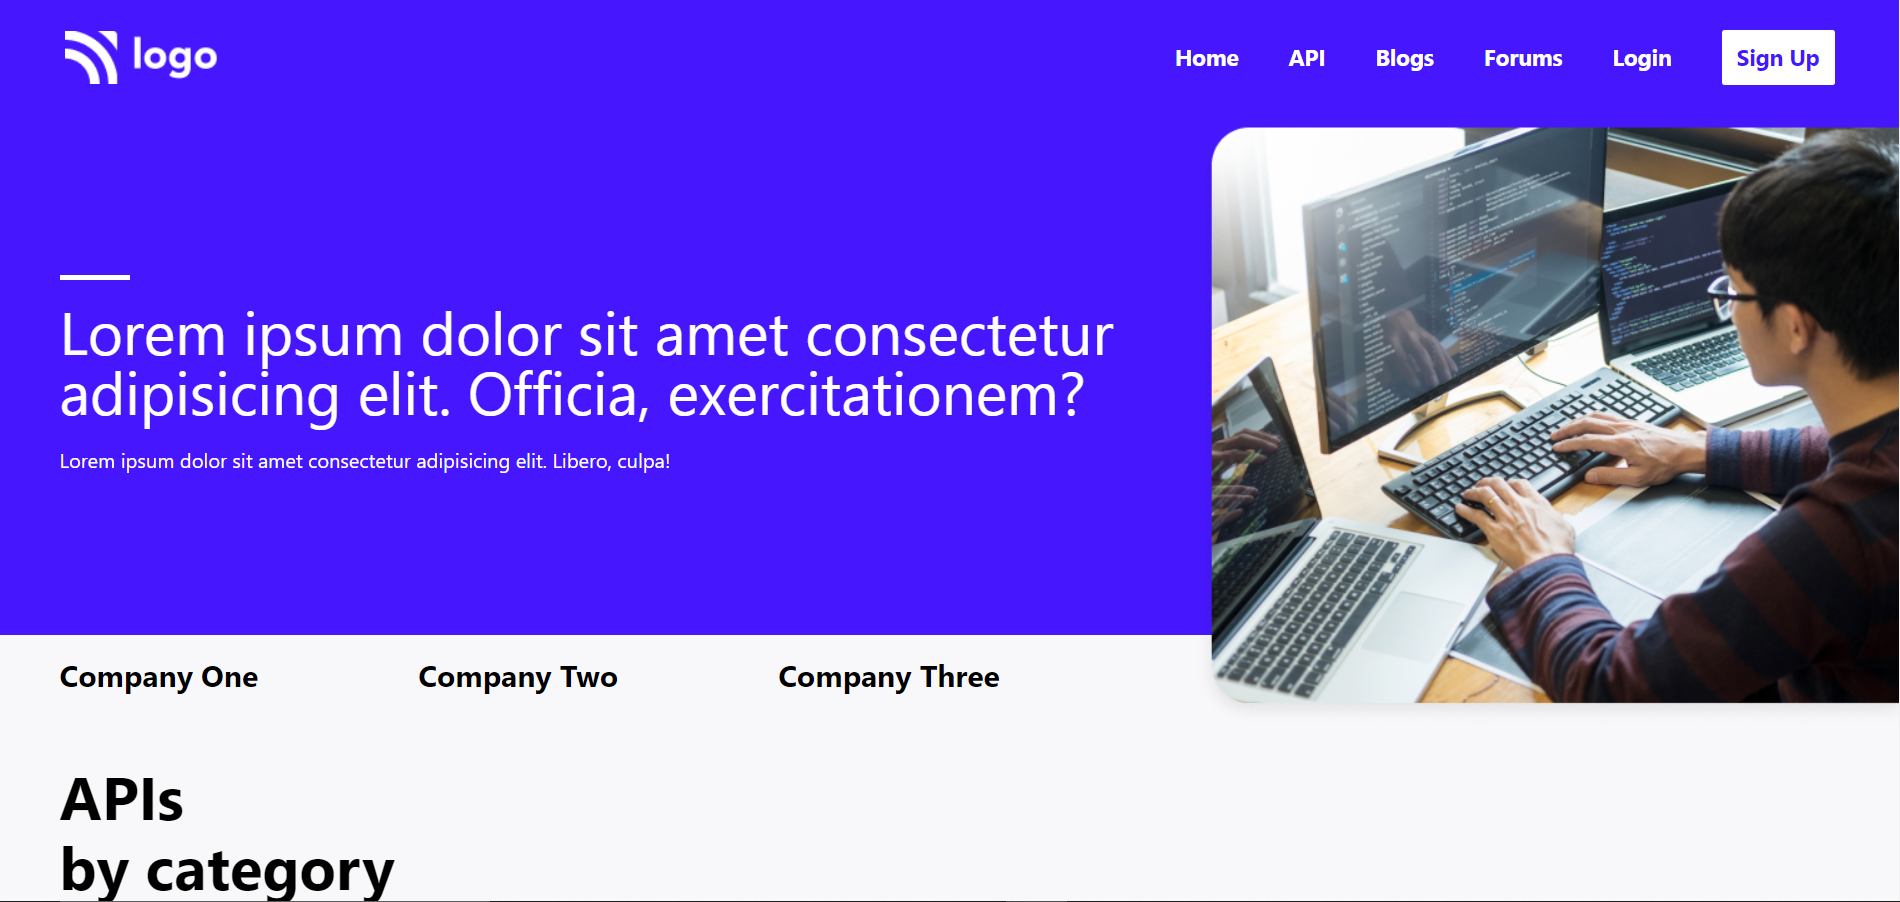 logo
Home API Blogs Forums Login Sign Up
Lorem ipsum dolor sit amet consectetur
adipisicing elit. Officia, exercitationem?
Lorem ipsum dolor sit amet consectetur adipisicing elit. Libero, culpa!
Company One Company Two Company Three
APIs
by category